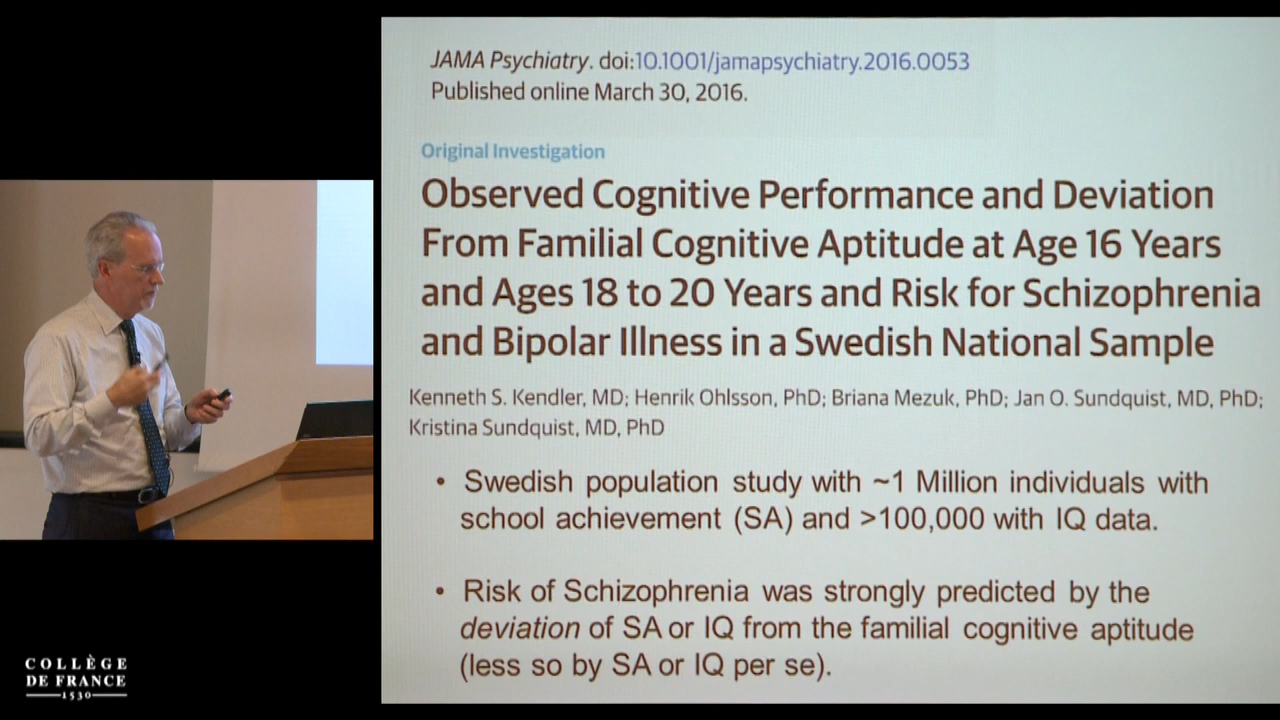 JAMA Psychiatry. doi:10.1001/jamapsychiatry.2016.0053
Published online March 30, 2016.
Original Investigation
Observed Cognitive Performance and Deviation
From Familial Cognitive Aptitude at Age 16 Years
and Ages 18 to 20 Years and Risk for Schizophrenia
and Bipolar Illness in a Swedish National Sample
Kenneth S. Kendler, MD; Henrik Ohlsson, PhD; Briana Mezuk, PhD; Jan O. Sundquist, MD, PhD;
Kristina Sundquist, MD, PhD
• Swedish population study with ~1 Million individuals with
school achievement (SA) and >100,000 with IQ data.
• Risk of Schizophrenia was strongly predicted by the
deviation of SA or IQ from the familial cognitive aptitude
(less so by SA or IQ per se).
COLLÈGE
DE FRANCE
1530